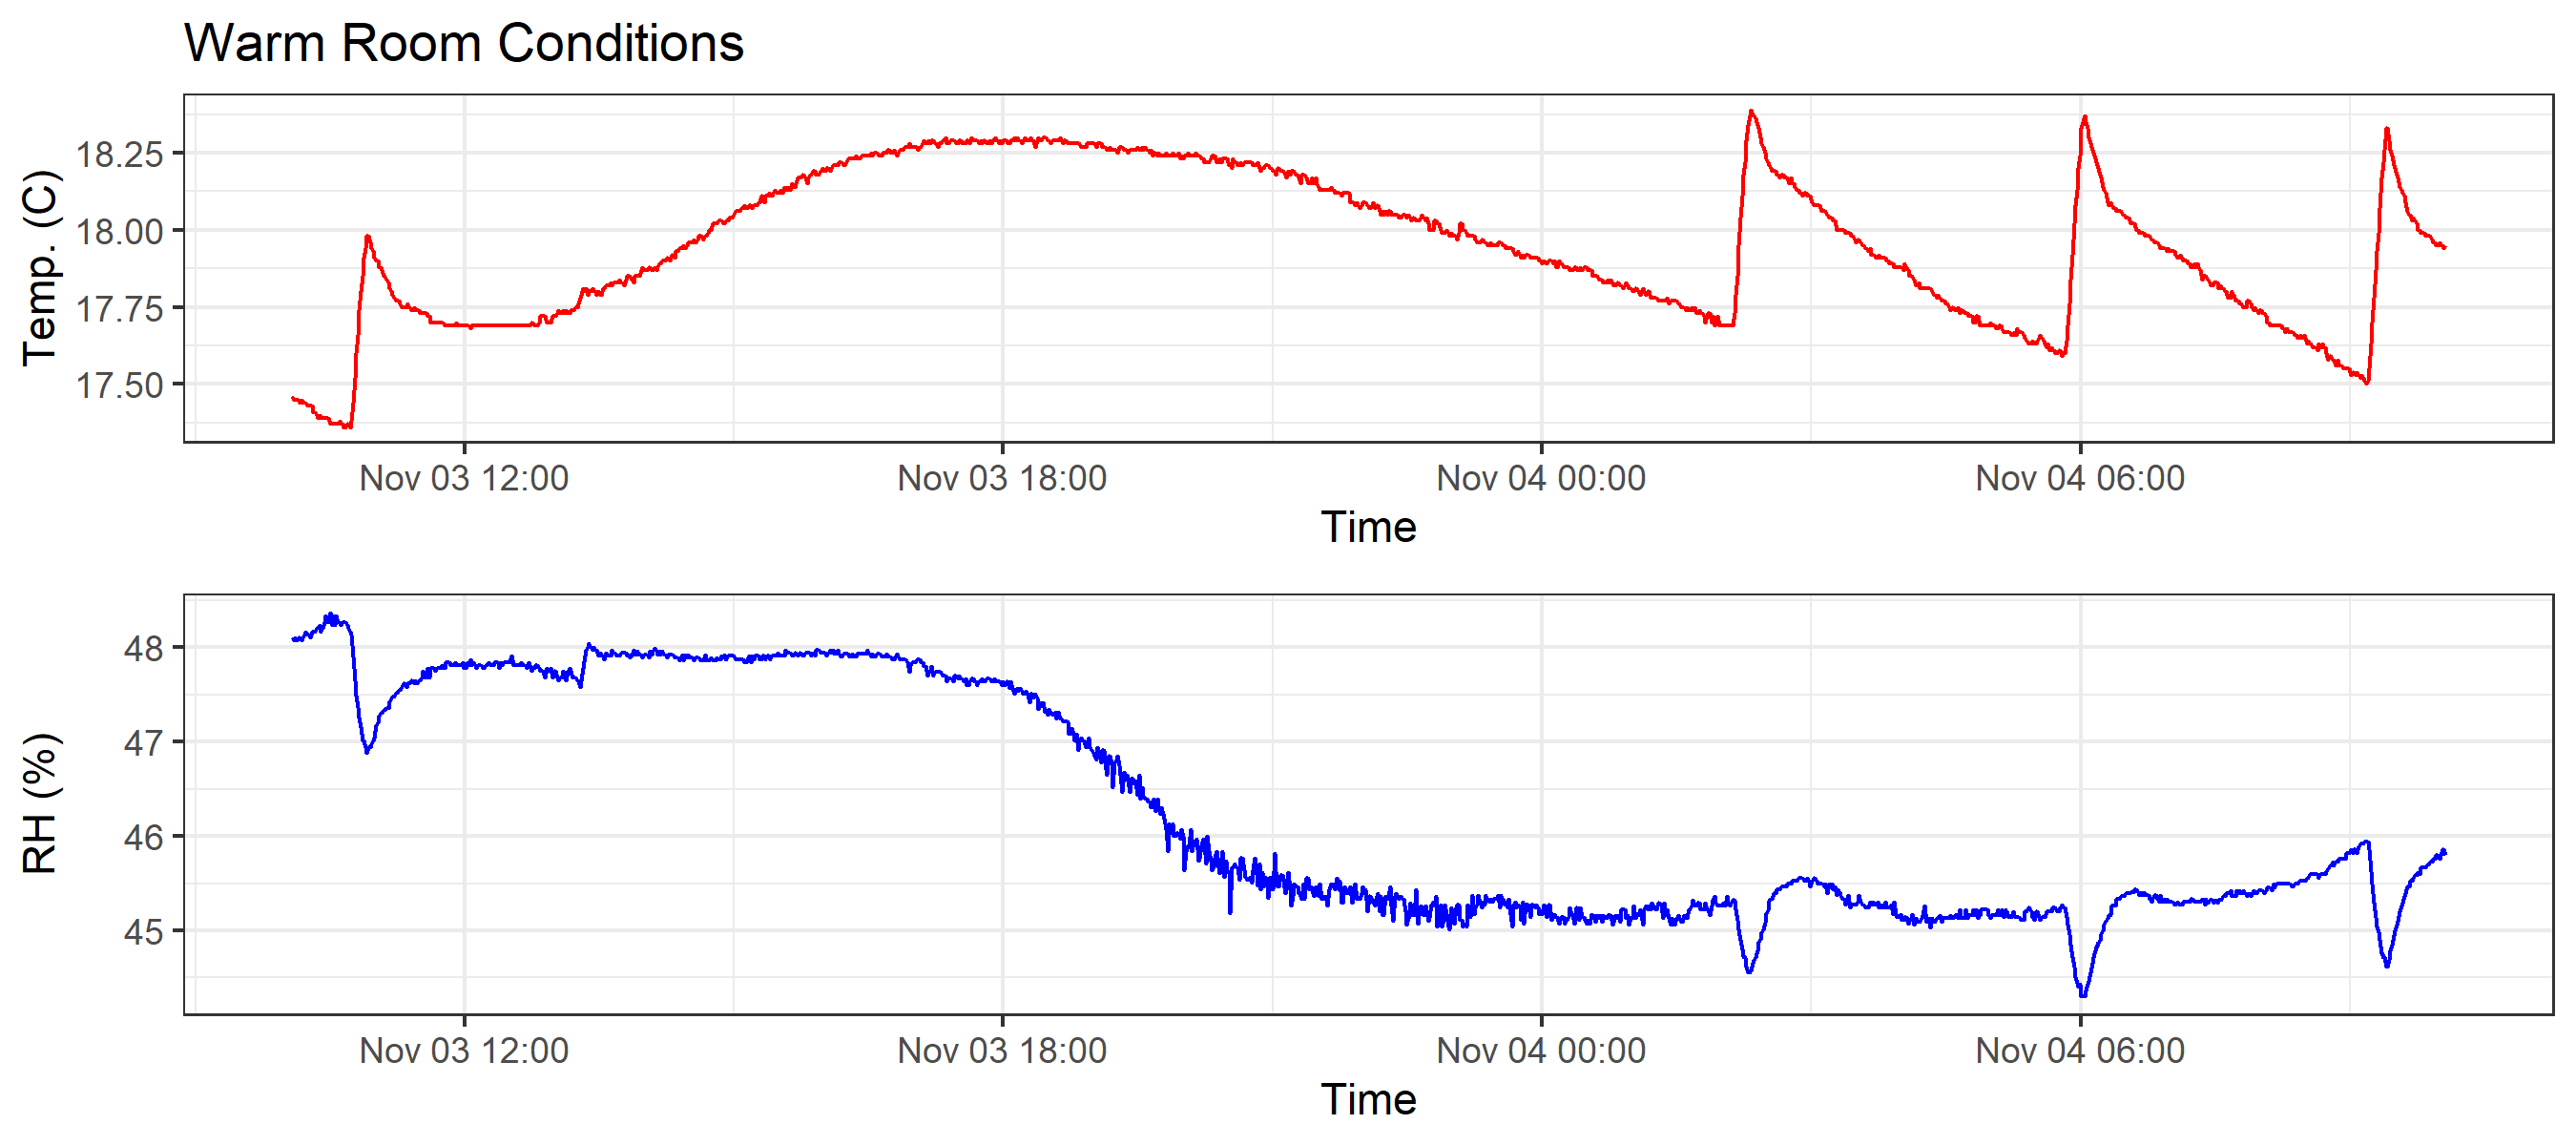 Warm Room Conditions
Temp. (C)
18.25
18.00
17.75
17.50
Nov 03 12:00 Nov 03 18:00 Nov 04 00:00 Nov 04 06:00
Time
RH (%)
48
47
46
45
Nov 03 12:00 Nov 03 18:00 Nov 04 00:00 Nov 04 06:00
Time